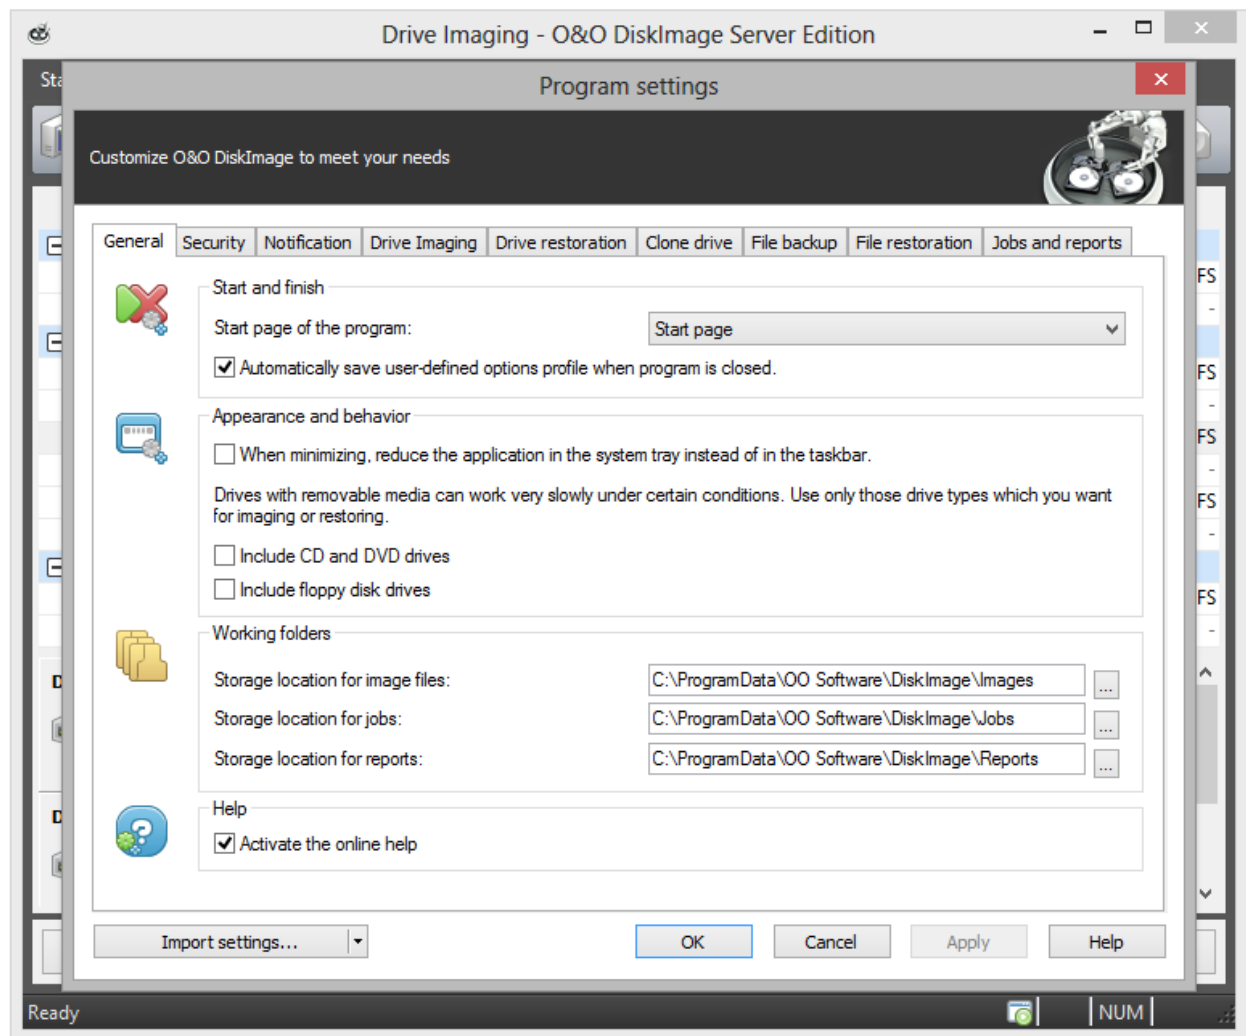 Drive Imaging - O&O DiskImage Server Edition
Program settings
Customize O&O DiskImage to meet your needs
General Security Notification Drive Imaging Drive restoration Clone drive File backup File restoration Jobs and reports
Start and finish
Start page of the program: Start page
Automatically save user-defined options profile when program is closed.
Appearance and behavior
When minimizing, reduce the application in the system tray instead of in the taskbar.
Drives with removable media can work very slowly under certain conditions. Use only those drive types which you want
for imaging or restoring.
Include CD and DVD drives
Include floppy disk drives
Working folders
Storage location for image files: C:\ProgramData\OO Software\DiskImage\Images ...
Storage location for jobs: C:\ProgramData\OO Software\DiskImage\Jobs ...
Storage location for reports: C:\ProgramData\OO Software\DiskImage\Reports ...
Help
Activate the online help
Import settings... OK Cancel Apply Help
Ready NUM